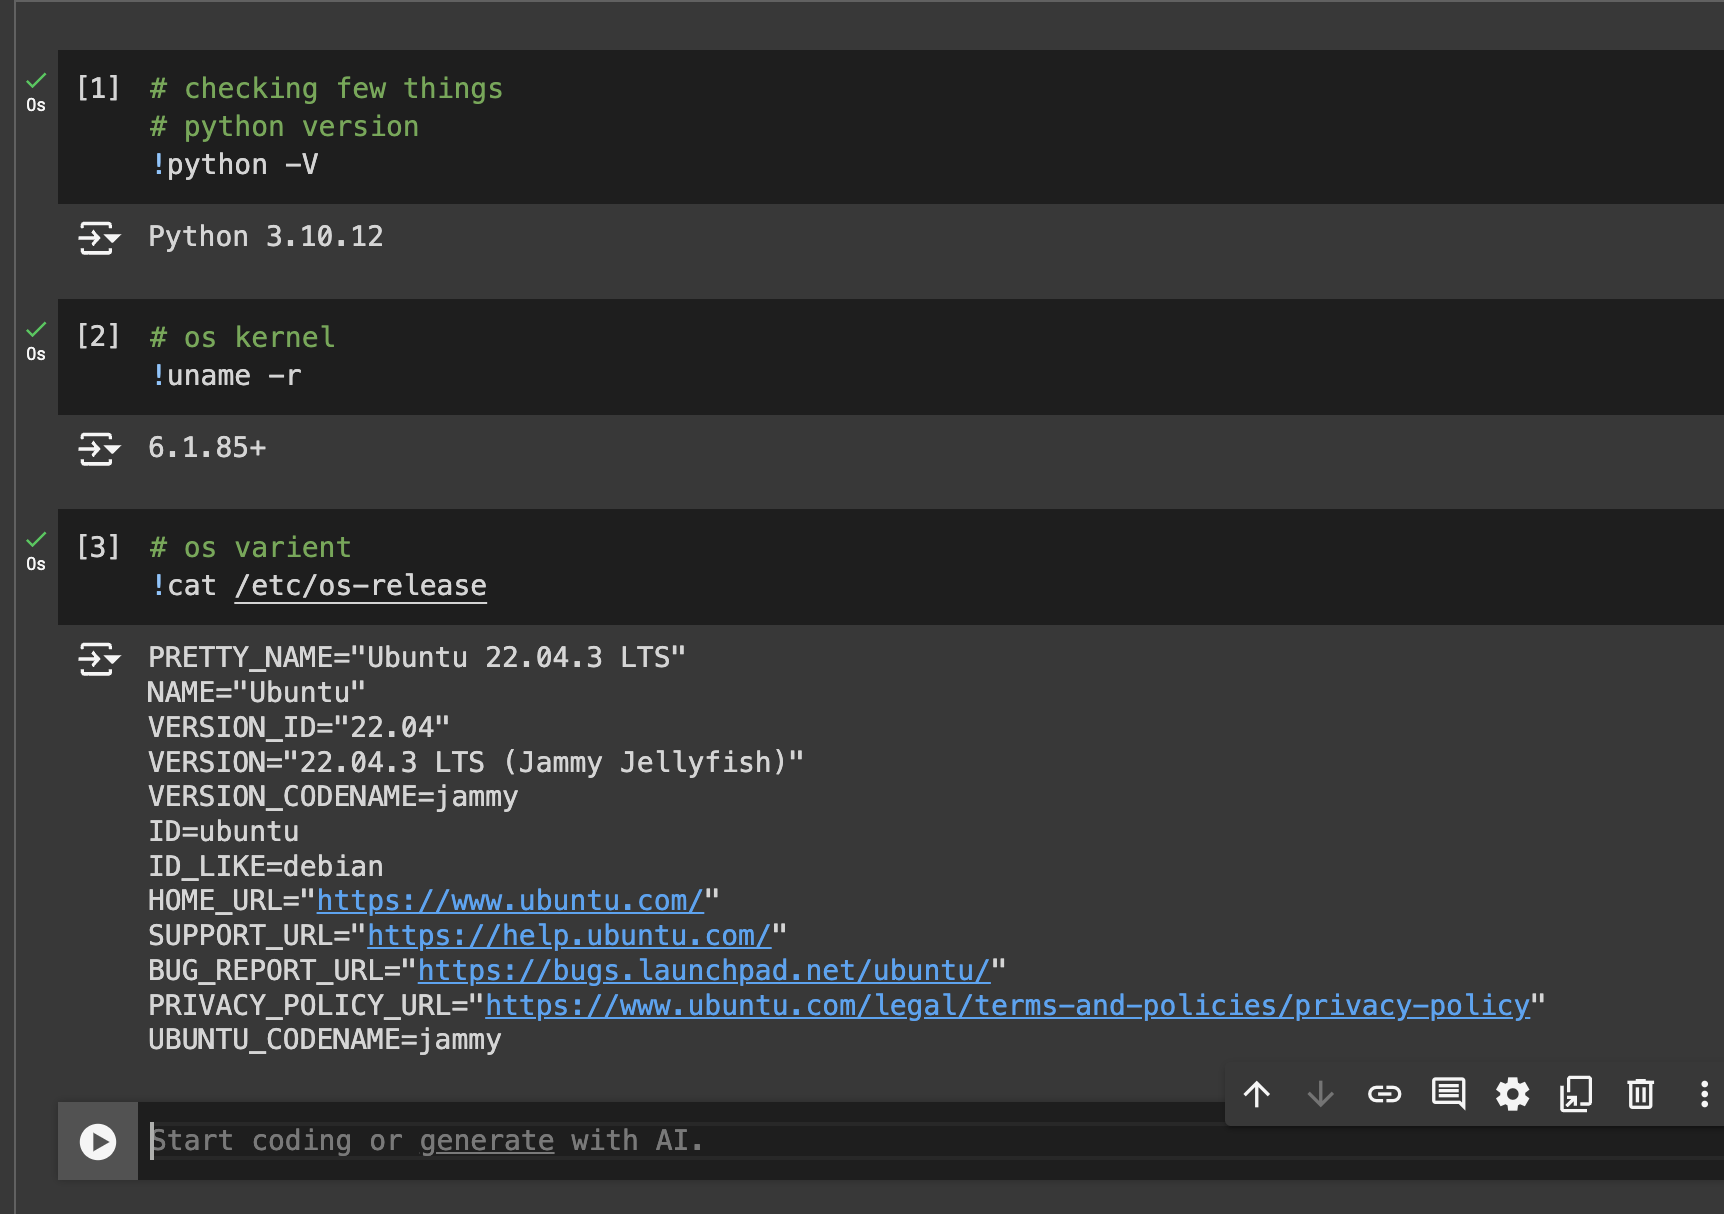 [1] # checking few things
# python version
!python -V
0s
Python 3.10.12
[2] # os kernel
!uname -r
0s
6.1.85+
[3] # os varient
!cat /etc/os-release
0s
PRETTY_NAME="Ubuntu 22.04.3 LTS"
NAME="Ubuntu"
VERSION_ID="22.04"
VERSION="22.04.3 LTS (Jammy Jellyfish)"
VERSION_CODENAME=jammy
ID=ubuntu
ID_LIKE=debian
HOME_URL="https://www.ubuntu.com/"
SUPPORT_URL="https://help.ubuntu.com/"
BUG_REPORT_URL="https://bugs.launchpad.net/ubuntu/"
PRIVACY_POLICY_URL="https://www.ubuntu.com/legal/terms-and-policies/privacy-policy"
UBUNTU_CODENAME=jammy
Start coding or generate with AI.